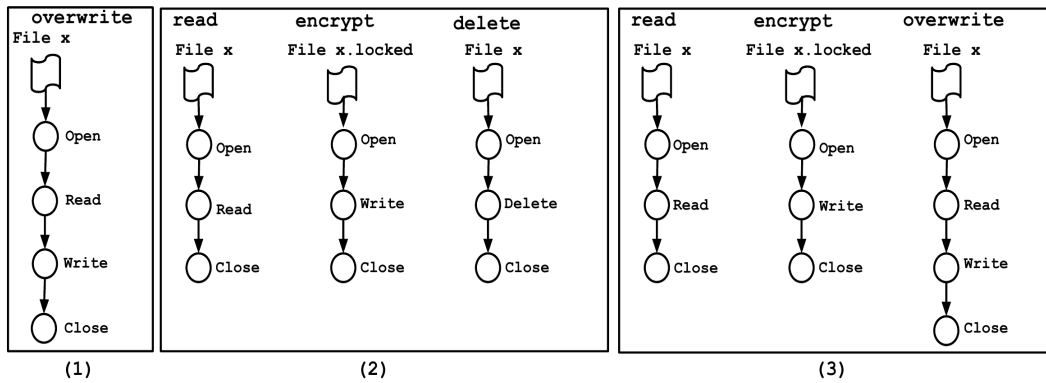 overwrite
File x
Open
Read
Write
Close
(1)
read encrypt delete
File x File x.locked File x
Open Open Open
Read Write Delete
Close Close Close
(2)
read encrypt overwrite
File x File x.locked File x
Open Open Open
Read Write Read
Close Close Write
Close
(3)